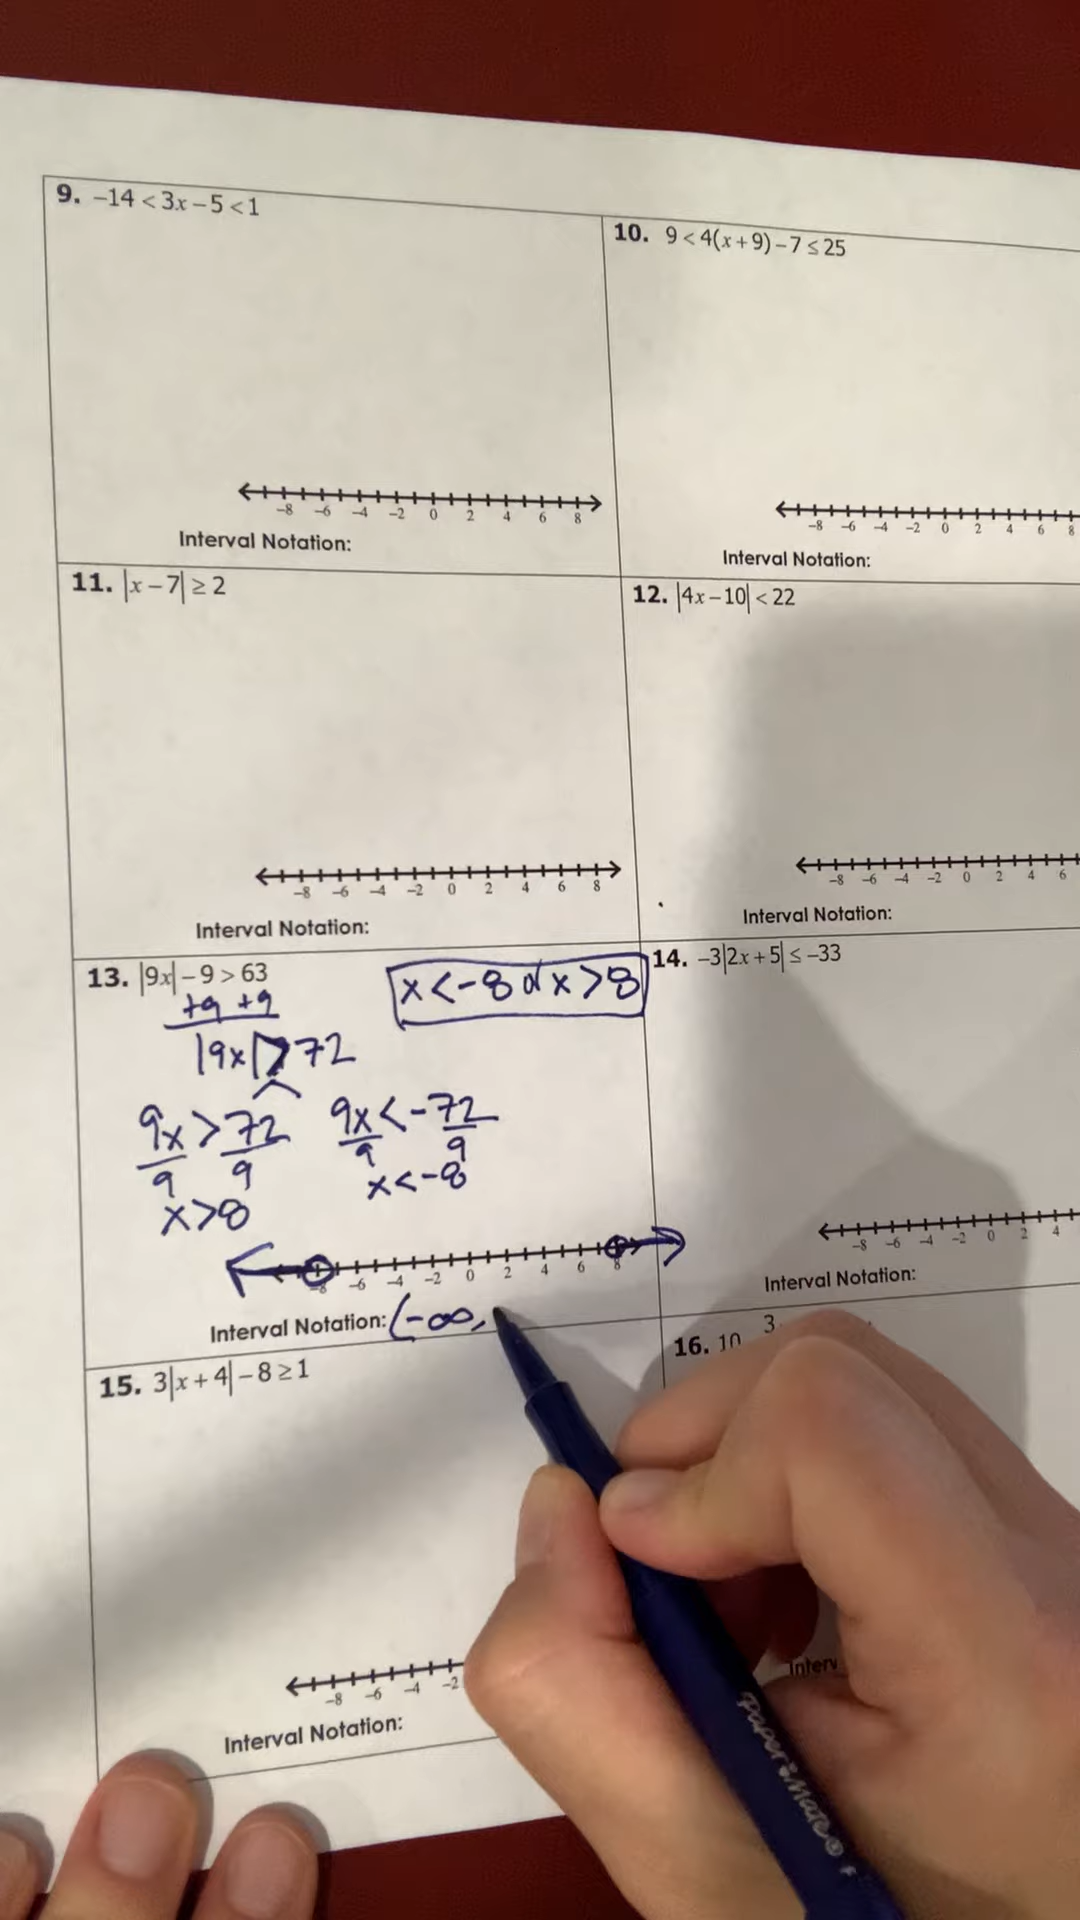 9. −14 < 3x − 5 < 1
10. 9 < 4(x + 9) − 7 ≤ 25
−8 −6 −4 −2 0 2 4 6 8
−8 −6 −4 −2 0 2 4 6 8
Interval Notation:
Interval Notation:
11. |x − 7| ≥ 2
12. |4x − 10| < 22
−8 −6 −4 −2 0 2 4 6 8
−8 −6 −4 −2 0 2 4 6
Interval Notation:
Interval Notation:
13. |9x| − 9 > 63
+9 +9
|9x| > 72
x < -8 or x > 8
9x > 72
9 9
x > 8
9x < -72
9 9
x < -8
−8 −6 −4 −2 0 2 4 6 8
Interval Notation: (-∞,
14. −3|2x + 5| ≤ −33
−8 −6 −4 −2 0 2 4
Interval Notation:
15. 3|x + 4| − 8 ≥ 1
−8 −6 −4 −2
Interval Notation:
16. 10 3
Interv
Paper Mate ®